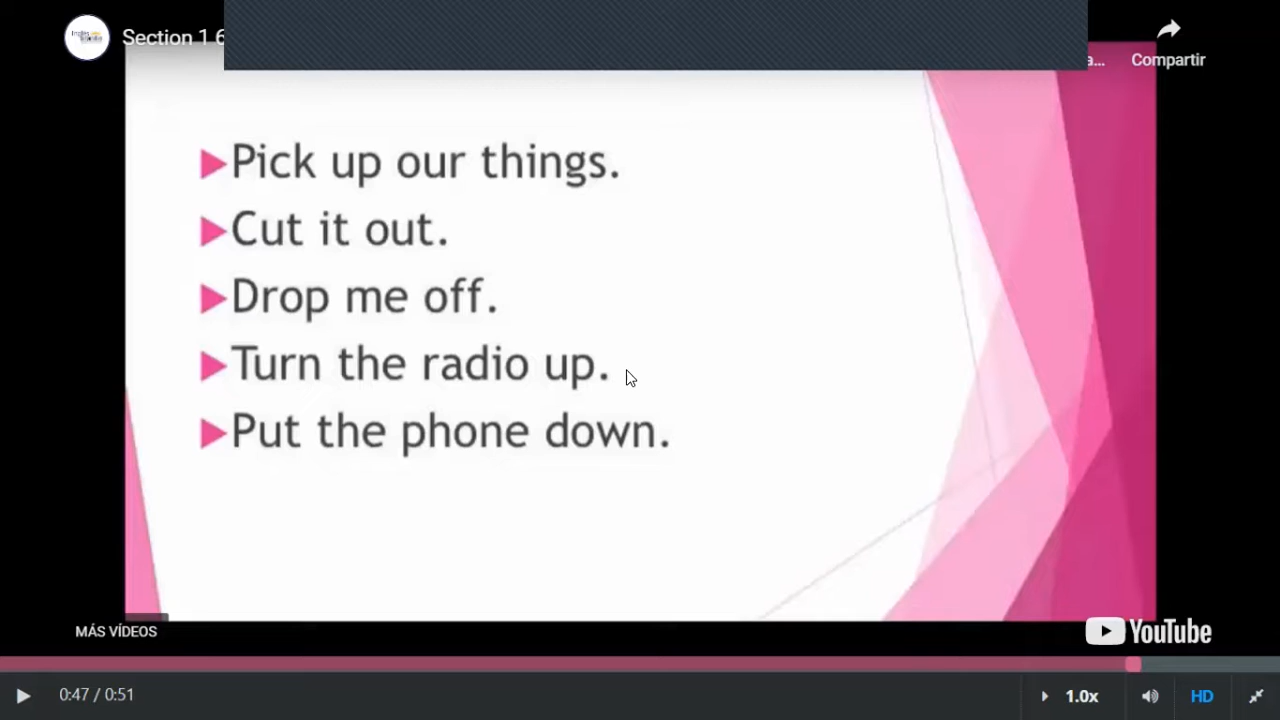 Section 1 6
a...
Compartir
Pick up our things.
Cut it out.
Drop me off.
Turn the radio up.
Put the phone down.
MÁS VÍDEOS
YouTube
0:47 / 0:51
1.0x
HD